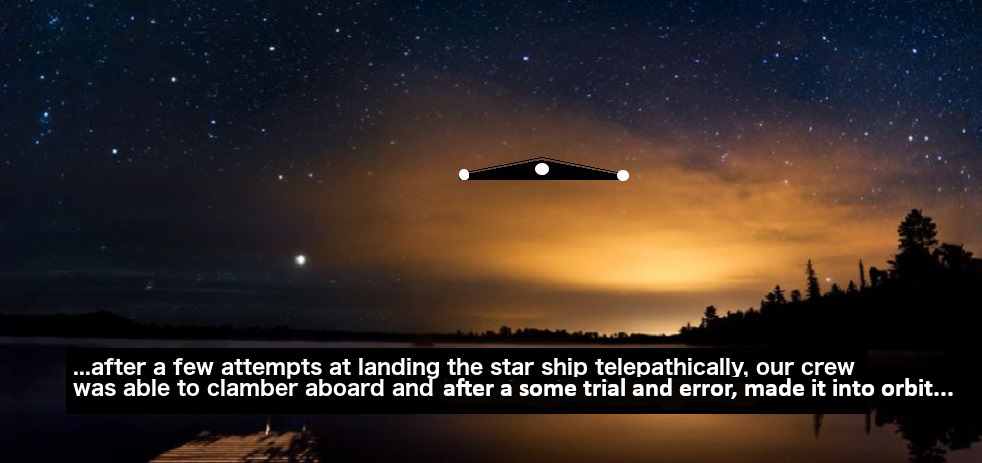 ...after a few attempts at landing the star ship telepathically, our crew
was able to clamber aboard and after a some trial and error, made it into orbit...